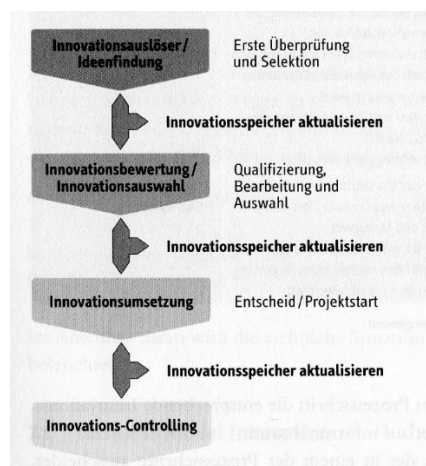 Innovationsauslöser/
Ideenfindung
Erste Überprüfung
und Selektion
Innovationsspeicher aktualisieren
Innovationsbewertung/
Innovationsauswahl
Qualifizierung,
Bearbeitung und
Auswahl
Innovationsspeicher aktualisieren
Innovationsumsetzung
Entscheid/Projektstart
Innovationsspeicher aktualisieren
Innovations-Controlling